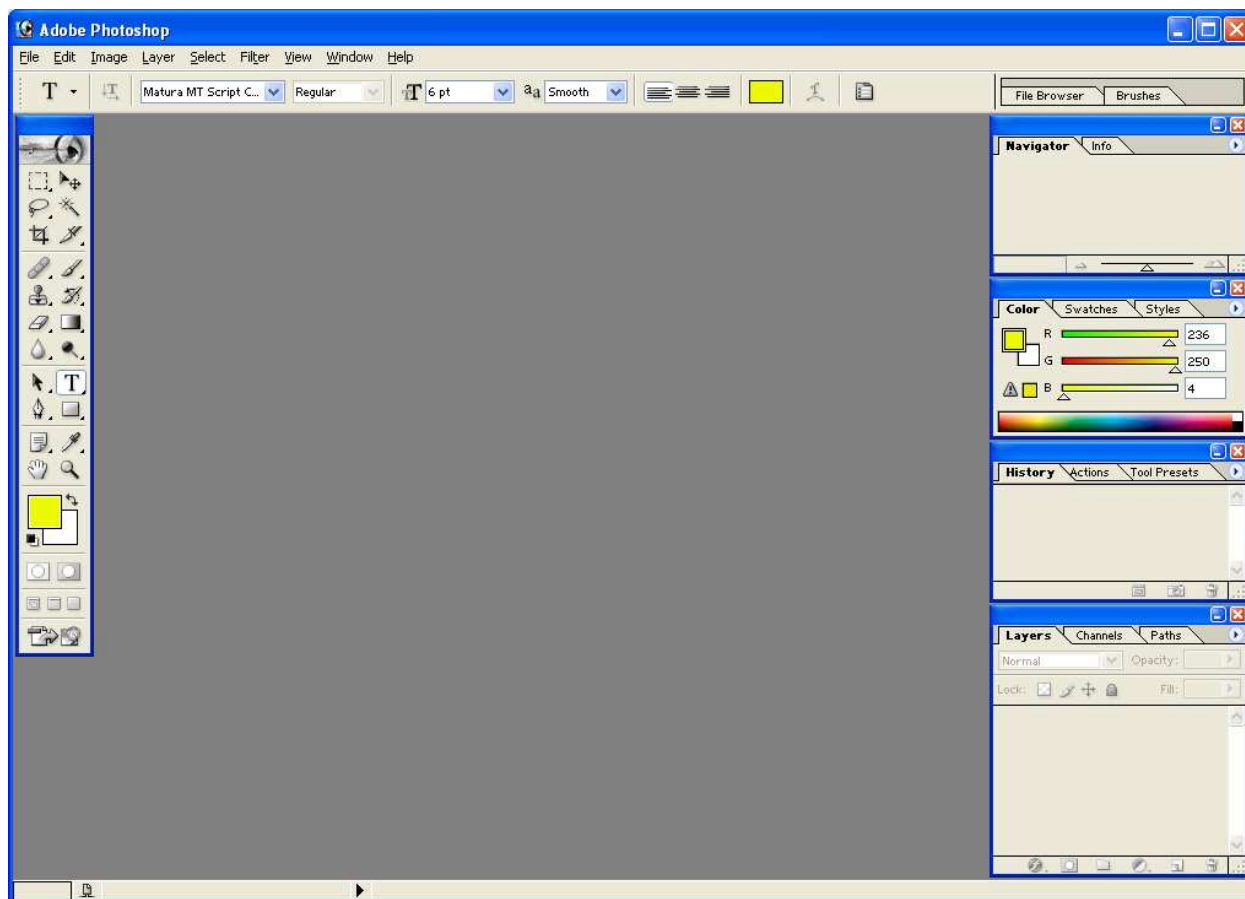 Adobe Photoshop
File Edit Image Layer Select Filter View Window Help
T T Matura MT Script C... Regular T 6 pt aa Smooth File Browser Brushes
Navigator Info
Color Swatches Styles
R 236
T G 250
B 4
History Actions Tool Presets
Layers Channels Paths
Normal Opacity:
Lock: Fill: